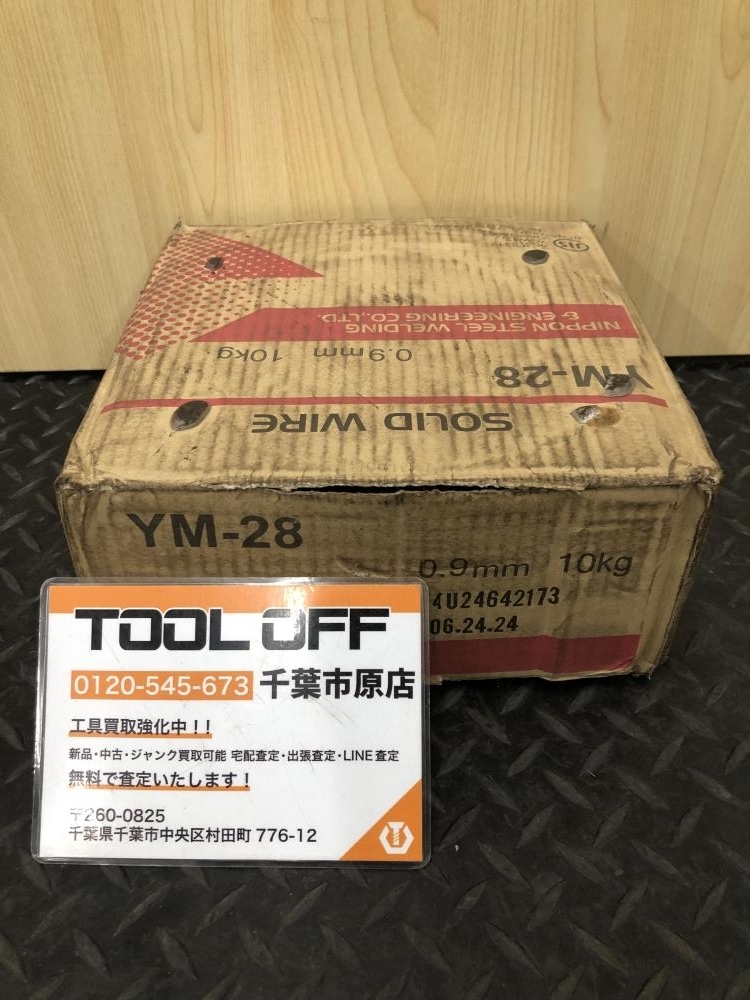 NIPPON STEEL WELDING
& ENGINEERING CO., LTD.
0.9mm 10kg
YM-28
SOLID WIRE
YM-28
0.9mm 10kg
4U24642173
06.24.24
TOOL OFF
0120-545-673 千葉市原店
工具買取強化中!!
新品・中古・ジャンク買取可能 宅配査定・出張査定・LINE査定
無料で査定いたします!
〒260-0825
千葉県千葉市中央区村田町 776-12